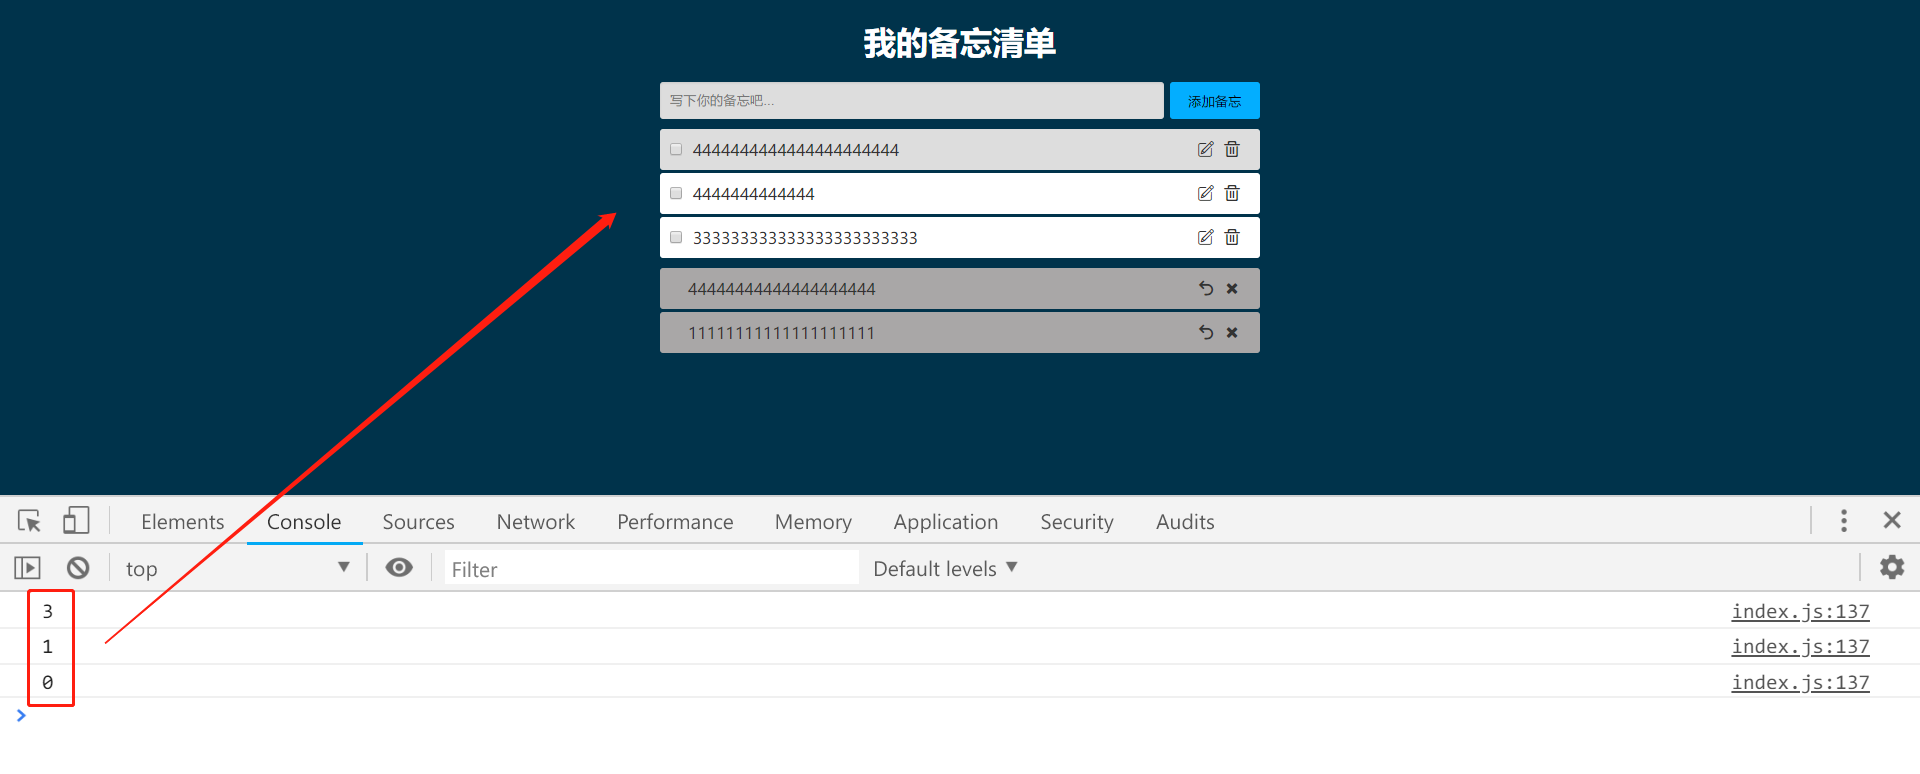 我的备忘清单
写下你的备忘吧... 添加备忘
4444444444444444444444
4444444444444
333333333333333333333333
44444444444444444444
11111111111111111111
Elements Console Sources Network Performance Memory Application Security Audits
top Filter Default levels
3 index.js:137
1 index.js:137
0 index.js:137